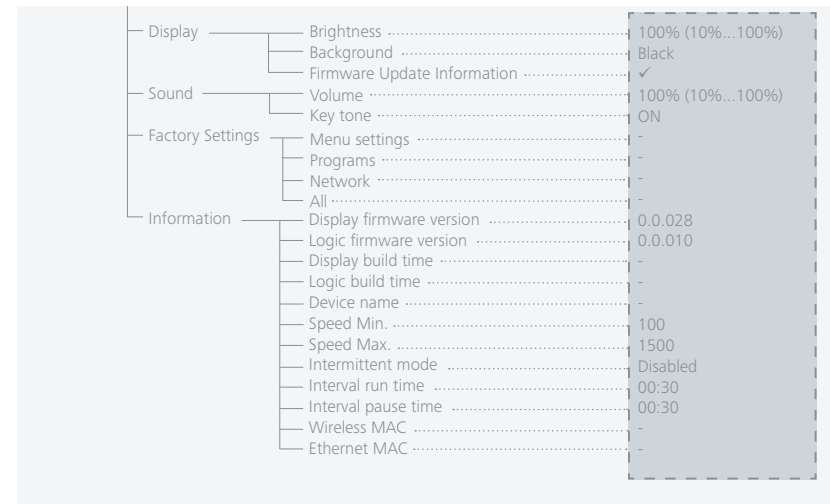 Display Brightness 100% (10%...100%)
Background Black
Firmware Update Information ✓
Sound Volume 100% (10%...100%)
Key tone ON
Factory Settings Menu settings -
Programs -
Network -
All -
Information Display firmware version 0.0.028
Logic firmware version 0.0.010
Display build time -
Logic build time -
Device name -
Speed Min. 100
Speed Max. 1500
Intermittent mode Disabled
Interval run time 00:30
Interval pause time 00:30
Wireless MAC -
Ethernet MAC -